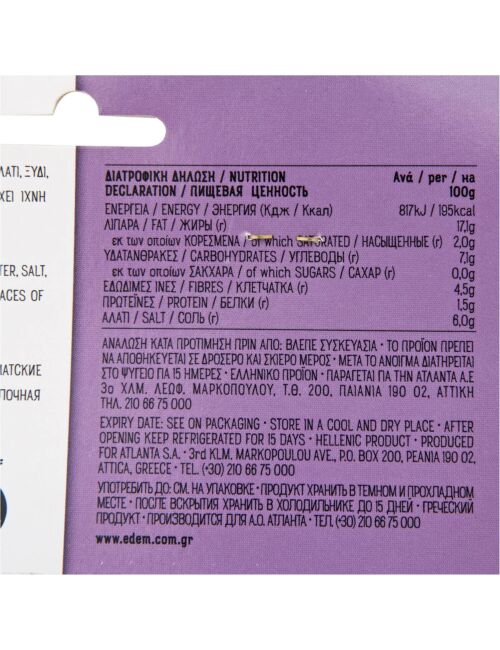 ΛΑΤΙ, ΞΥΔΙ,
ΧΕΙ ΙΧΝΗ
TER, SALT,
ACES OF
ΜΑΤСКИЕ
ЛОЧНАЯ
ΔΙΑΤΡΟΦΙΚΗ ΔΗΛΩΣΗ / NUTRITION
DECLARATION / ПИЩЕВАЯ ЦЕННОСТЬ
Ανά / per / на
100g
ΕΝΕΡΓΕΙΑ / ENERGY / ЭНЕРГИЯ (Кдж / Ккал) 817kJ / 195kcal
ΛΙΠΑΡΑ / FAT / ЖИРЫ (г) 17,1g
εκ των οποίων ΚΟΡΕΣΜΕΝΑ / of which SATURATED / НАСЫЩЕННЫЕ (г) 2,0g
ΥΔΑΤΑΝΘΡΑΚΕΣ / CARBOHYDRATES / УГЛЕВОДЫ (г) 7,1g
εκ των οποίων ΣΑΚΧΑΡΑ / of which SUGARS / САХАР (г) 0,0g
ΕΔΩΔΙΜΕΣ ΙΝΕΣ / FIBRES / КЛЕТЧАТКА (г) 4,5g
ΠΡΩΤΕΪΝΕΣ / PROTEIN / БЕЛКИ (г) 1,5g
ΑΛΑΤΙ / SALT / СОЛЬ (г) 6,0g
ΑΝΑΛΩΣΗ ΚΑΤΑ ΠΡΟΤΙΜΗΣΗ ΠΡΙΝ ΑΠΟ: ΒΛΕΠΕ ΣΥΣΚΕΥΑΣΙΑ • ΤΟ ΠΡΟΪΟΝ ΠΡΕΠΕΙ
ΝΑ ΑΠΟΘΗΚΕΥΕΤΑΙ ΣΕ ΔΡΟΣΕΡΟ ΚΑΙ ΣΚΙΕΡΟ ΜΕΡΟΣ • ΜΕΤΑ ΤΟ ΑΝΟΙΓΜΑ ΔΙΑΤΗΡΕΙΤΑΙ
ΣΤΟ ΨΥΓΕΙΟ ΓΙΑ 15 ΗΜΕΡΕΣ • ΕΛΛΗΝΙΚΟ ΠΡΟΪΟΝ • ΠΑΡΑΓΕΤΑΙ ΓΙΑ ΤΗΝ ΑΤΛΑΝΤΑ Α.Ε
3ο ΧΛΜ. ΛΕΩΦ. ΜΑΡΚΟΠΟΥΛΟΥ, Τ.Θ. 200, ΠΑΙΑΝΙΑ 190 02, ΑΤΤΙΚΗ
ΤΗΛ. 210 66 75 000
EXPIRY DATE: SEE ON PACKAGING • STORE IN A COOL AND DRY PLACE • AFTER
OPENING KEEP REFRIGERATED FOR 15 DAYS • HELLENIC PRODUCT • PRODUCED
FOR ATLANTA S.A. • 3rd KLM. MARKOPOULOU AVE., P.O. BOX 200, PEANIA 190 02,
ATTICA, GREECE • TEL. (+30) 210 66 75 000
УПОТРЕБИТЬ ДО: СМ. НА УПАКОВКЕ • ПРОДУКТ ХРАНИТЬ В ТЕМНОМ И ПРОХЛАДНОМ
МЕСТЕ • ПОСЛЕ ВСКРЫТИЯ ХРАНИТЬ В ХОЛОДИЛЬНИКЕ ДО 15 ДНЕЙ • ГРЕЧЕСКИЙ
ПРОДУКТ • ПРОИЗВОДИТСЯ ДЛЯ А.О. АТЛАНТА • ТЕЛ. (+30) 210 66 75 000
www.edem.com.gr